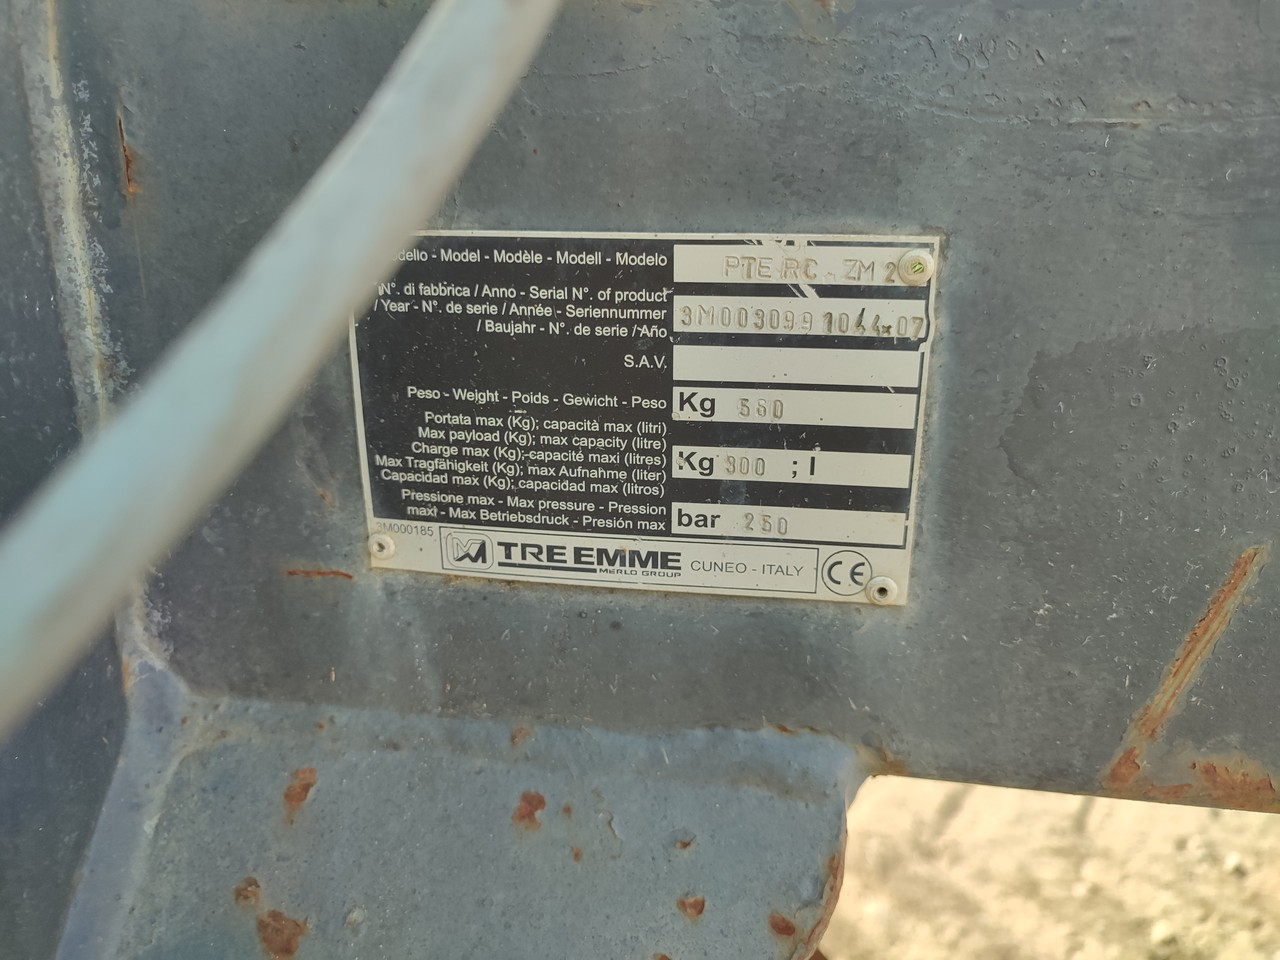 dello - Model - Modèle - Modell - Modelo PTE RC - ZM 2
N°. di fabbrica / Anno - Serial N°. of product
/ Year - N°. de serie / Année - Seriennummer 3M003099 1044 07
/ Baujahr - N°. de serie / Año
S.A.V.
Peso - Weight - Poids - Gewicht - Peso Kg 560
Portata max (Kg); capacità max (litri)
Max payload (Kg); max capacity (litre)
Charge max (Kg); capacité maxi (litres) Kg 300 ; l
Max Tragfähigkeit (Kg); max Aufnahme (liter)
Capacidad max (Kg); capacidad max (litros)
Pressione max - Max pressure - Pression
maxi - Max Betriebsdruck - Presión max bar 250
3M000185
TRE EMME CUNEO - ITALY CE
MERLO GROUP